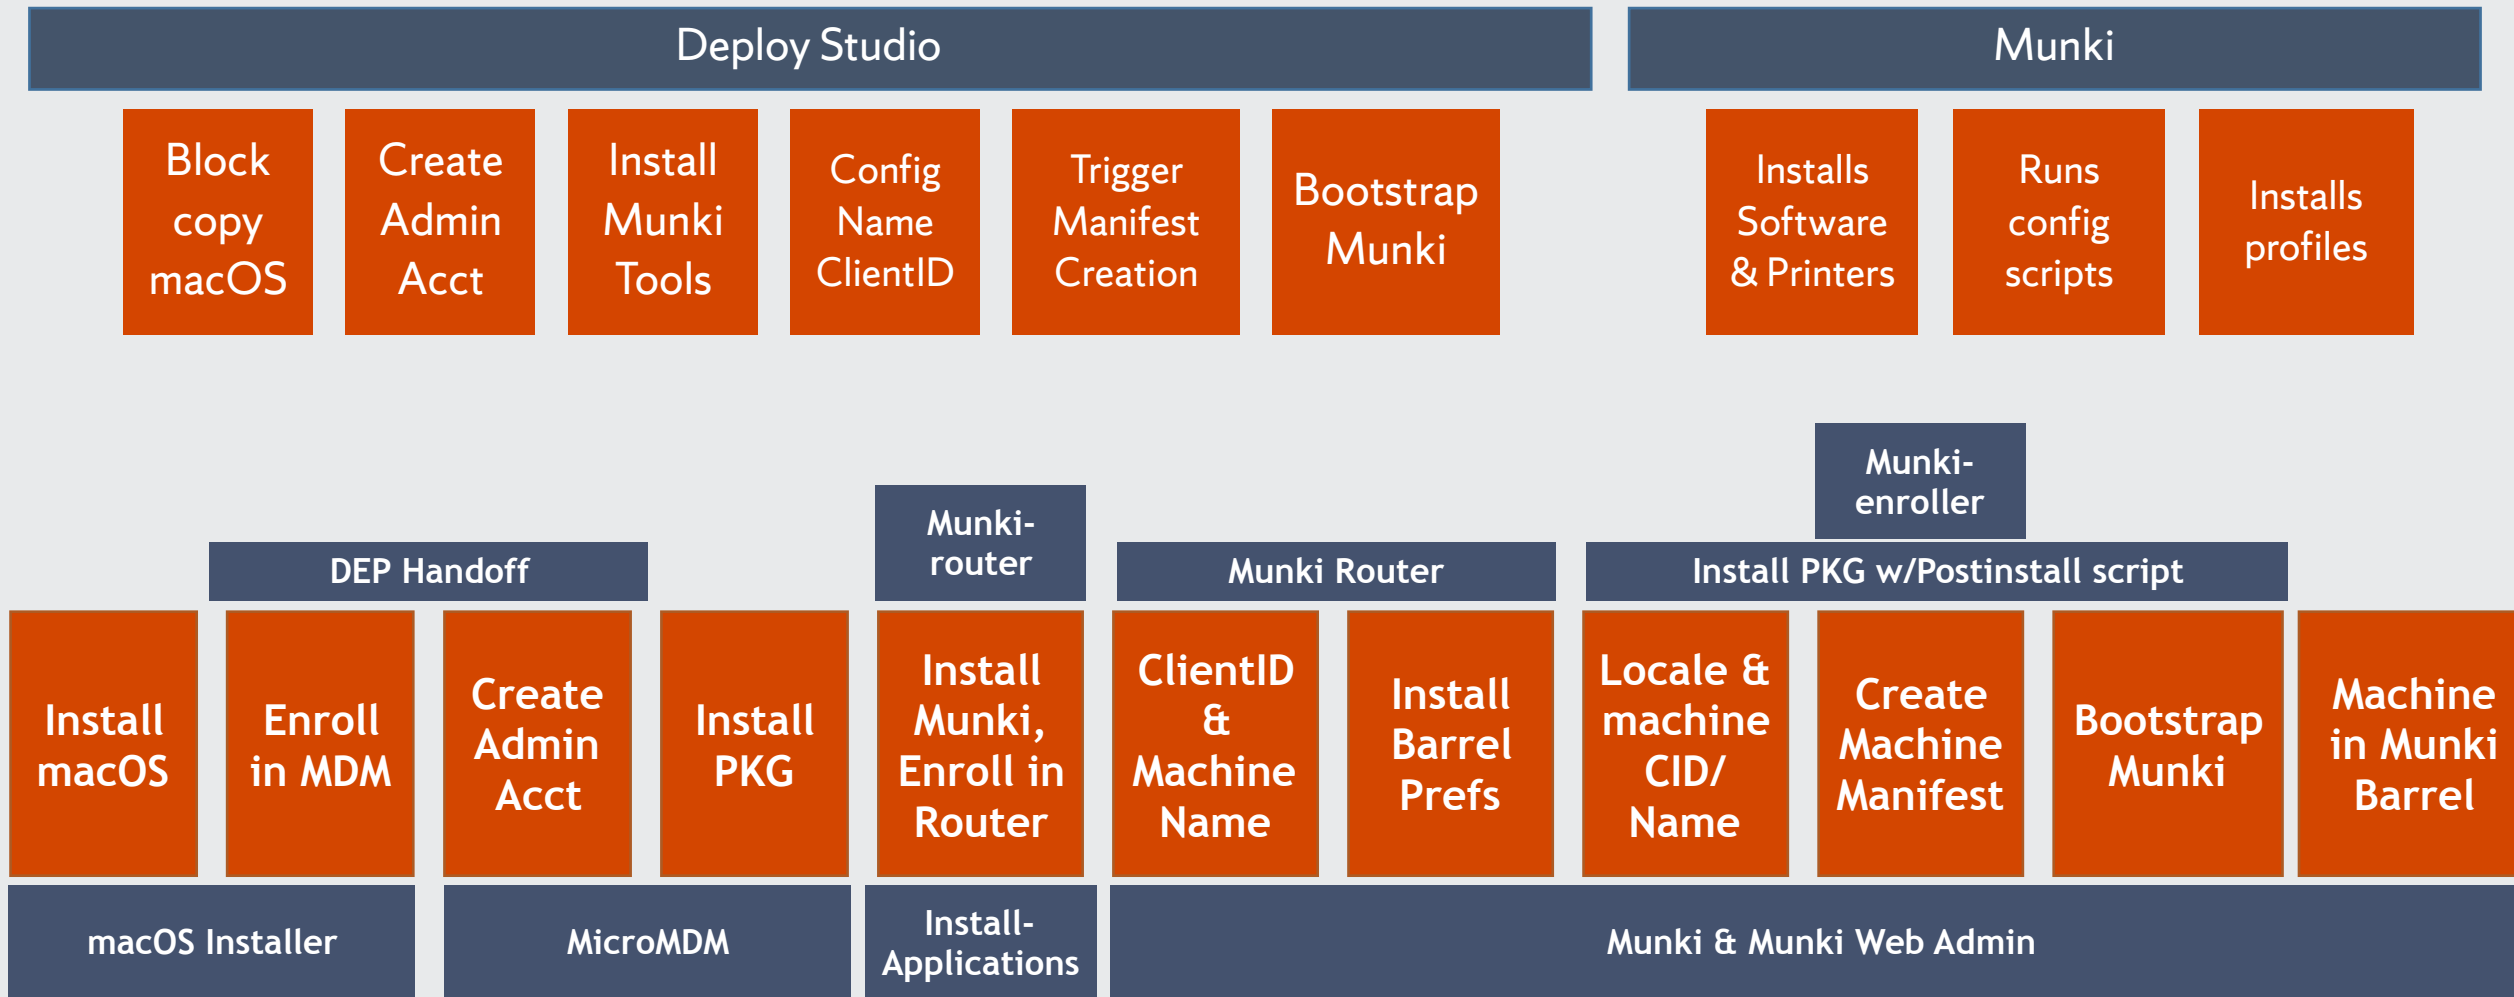 Deploy Studio
Munki
Block
copy
macOS
Create
Admin
Acct
Install
Munki
Tools
Config
Name
ClientID
Trigger
Manifest
Creation
Bootstrap
Munki
Installs
Software
& Printers
Runs
config
scripts
Installs
profiles
Munki-
enroller
Munki-
router
DEP Handoff
Munki Router
Install PKG w/Postinstall script
Install
macOS
Enroll
in MDM
Create
Admin
Acct
Install
PKG
Install
Munki,
Enroll in
Router
ClientID
&
Machine
Name
Install
Barrel
Prefs
Locale &
machine
CID/
Name
Create
Machine
Manifest
Bootstrap
Munki
Machine
in Munki
Barrel
macOS Installer
MicroMDM
Install-
Applications
Munki & Munki Web Admin